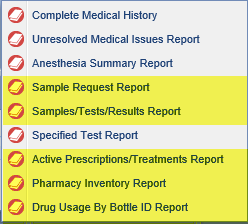 Complete Medical History
Unresolved Medical Issues Report
Anesthesia Summary Report
Sample Request Report
Samples/Tests/Results Report
Specified Test Report
Active Prescriptions/Treatments Report
Pharmacy Inventory Report
Drug Usage By Bottle ID Report